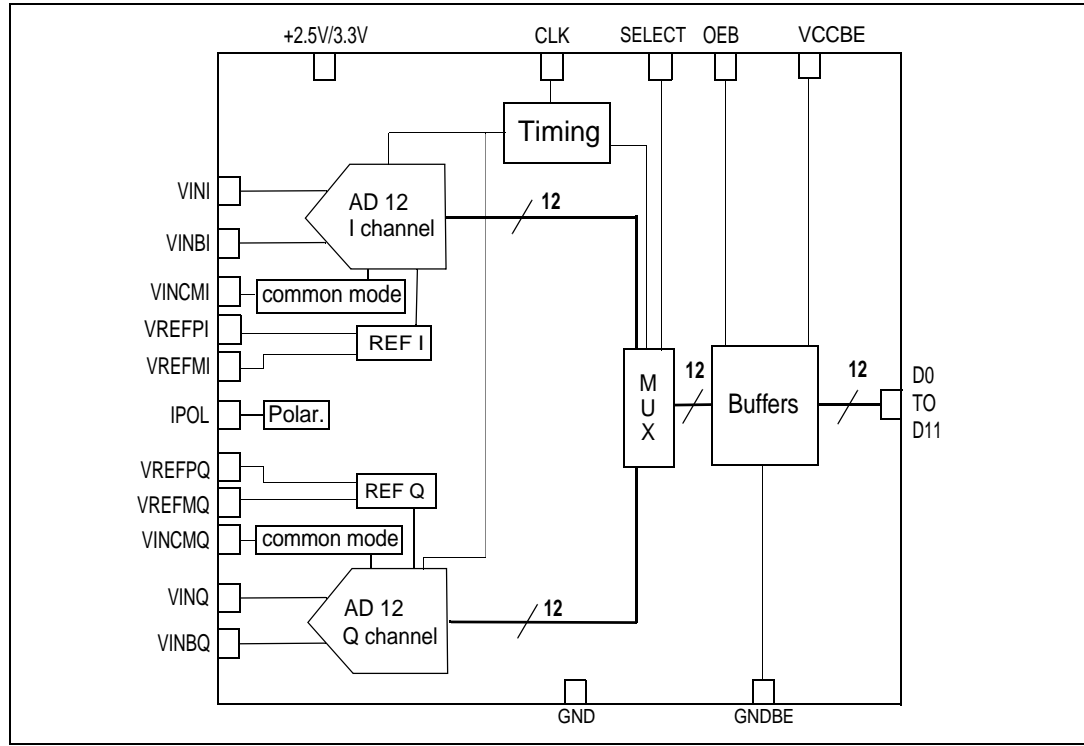 +2.5V/3.3V CLK SELECT OEB VCCBE
Timing
VINI
AD 12
I channel
12
VINBI
VINCMI
common mode
VREFPI
REF I
VREFMI
IPOL
Polar.
M
U
X
12
Buffers
12
D0
TO
D11
VREFPQ
REF Q
VREFMQ
VINCMQ
common mode
VINQ
AD 12
Q channel
12
VINBQ
GND
GNDBE